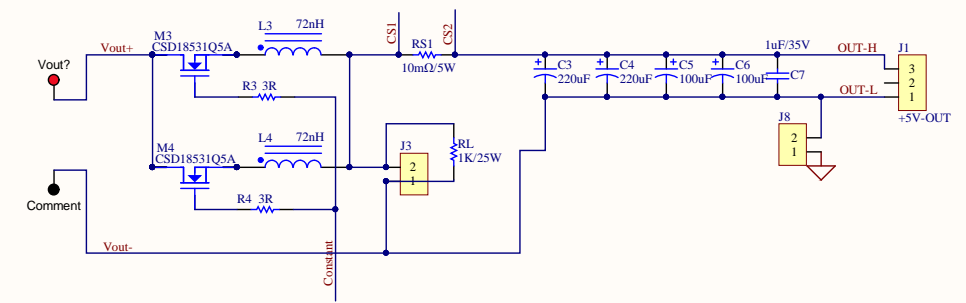 M3
CSD18531Q5A
L3
72nH
CS1
CS2
RS1
10mΩ/5W
Vout?
Vout+
R3 3R
C3
220uF
C4
220uF
C5
100uF
C6
100uF
1uF/35V
C7
OUT-H
J1
3
2
1
OUT-L
+5V-OUT
M4
CSD18531Q5A
L4
72nH
J3
2
1
RL
1K/25W
J8
2
1
R4 3R
Comment
Vout-
Constant